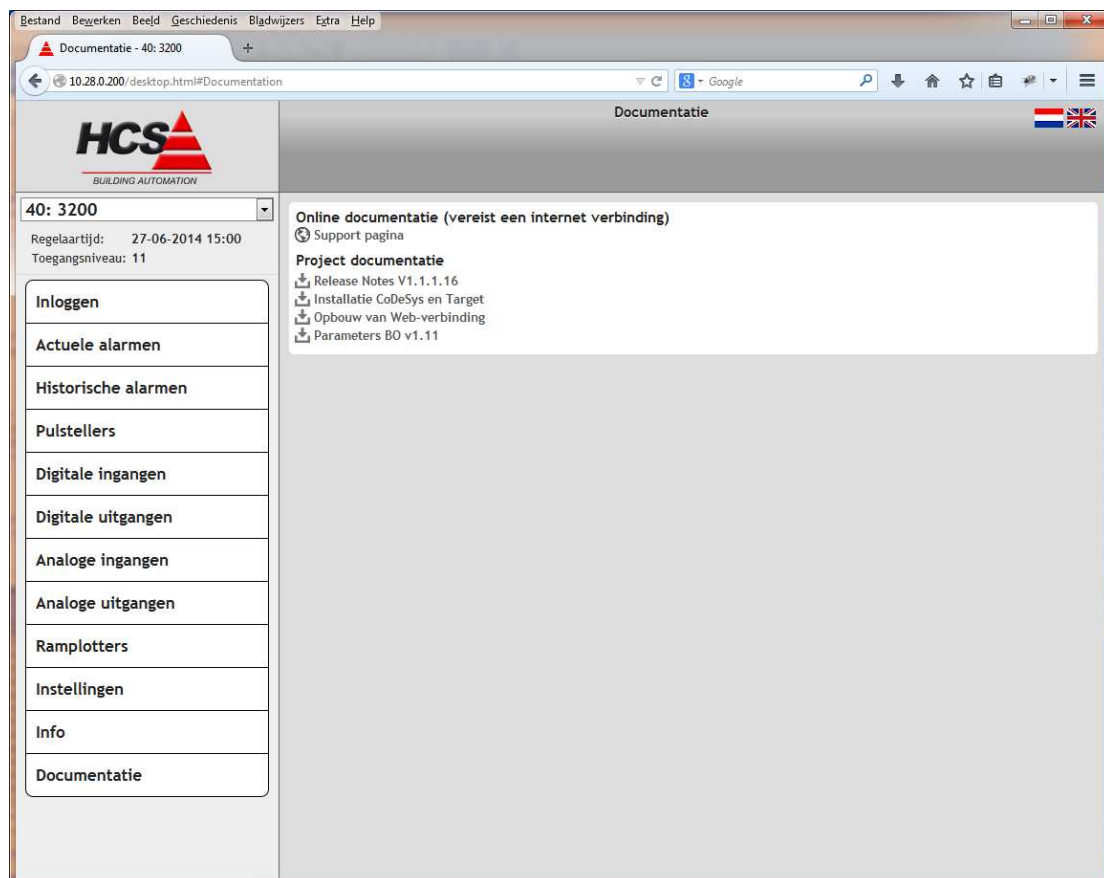 Bestand Bewerken Beeld Geschiedenis Bladwijzers Extra Help
Documentatie - 40: 3200
10.28.0.200/desktop.html#Documentation
Google
HCS
BUILDING AUTOMATION
Documentatie
40: 3200
Regelaartijd: 27-06-2014 15:00
Toegangsniveau: 11
Inloggen
Actuele alarmen
Historische alarmen
Pulstellers
Digitale ingangen
Digitale uitgangen
Analoge ingangen
Analoge uitgangen
Ramplotters
Instellingen
Info
Documentatie
Online documentatie (vereist een internet verbinding)
Support pagina
Project documentatie
Release Notes V1.1.1.16
Installatie CoDeSys en Target
Opbouw van Web-verbinding
Parameters BO v1.11